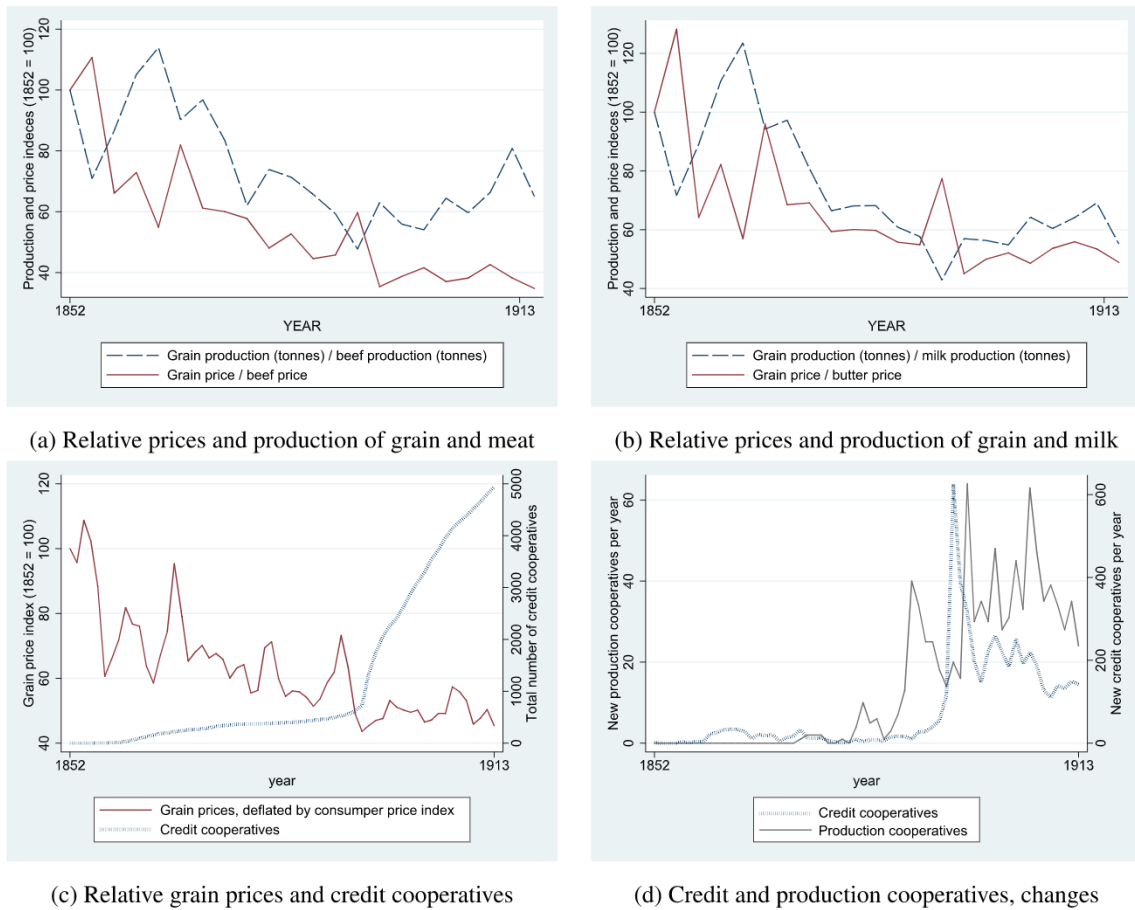 Production and price indeces (1852 = 100)
120
100
80
60
40
1852
1913
YEAR
Grain production (tonnes) / beef production (tonnes)
Grain price / beef price
(a) Relative prices and production of grain and meat
Production and price indeces (1852 = 100)
120
100
80
60
40
1852
1913
YEAR
Grain production (tonnes) / milk production (tonnes)
Grain price / butter price
(b) Relative prices and production of grain and milk
Grain price index (1852 = 100)
120
100
80
60
40
5000
4000
3000
2000
1000
0
Total number of credit cooperatives
1852
1913
year
Grain prices, deflated by consumper price index
Credit cooperatives
(c) Relative grain prices and credit cooperatives
New production cooperatives per year
60
40
20
0
600
400
200
0
New credit cooperatives per year
1852
1913
year
Credit cooperatives
Production cooperatives
(d) Credit and production cooperatives, changes